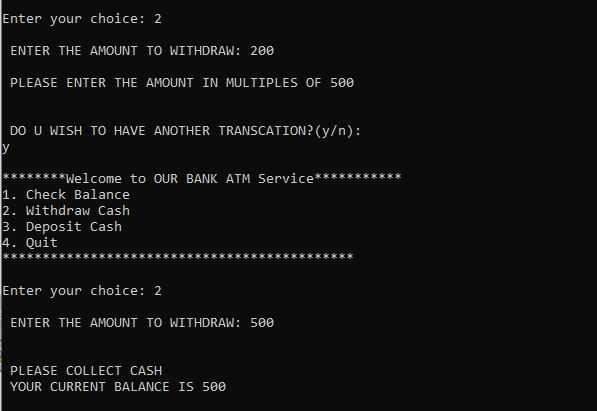 Enter your choice: 2
ENTER THE AMOUNT TO WITHDRAW: 200
PLEASE ENTER THE AMOUNT IN MULTIPLES OF 500
DO U WISH TO HAVE ANOTHER TRANSCATION?(y/n):
y
********Welcome to OUR BANK ATM Service***********
1. Check Balance
2. Withdraw Cash
3. Deposit Cash
4. Quit
********************************************
Enter your choice: 2
ENTER THE AMOUNT TO WITHDRAW: 500
PLEASE COLLECT CASH
YOUR CURRENT BALANCE IS 500